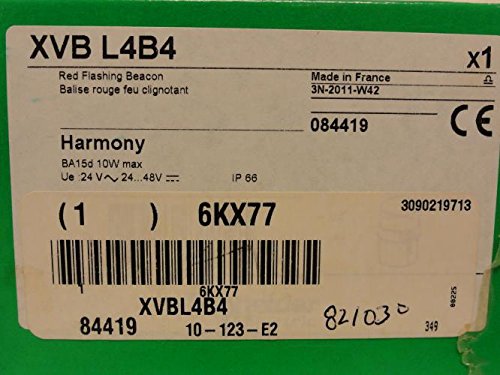 XVB L4B4
x1
Red Flashing Beacon
Balise rouge feu clignotant
Made in France
3N-2011-W42
084419
CE
Harmony
BA15d 10W max
Ue : 24 V ~ 24...48V ⎓
IP 66
(1 ) 6KX77
3090219713
6KX77
XVBL4B4
84419
10-123-E2
821030
349
00225